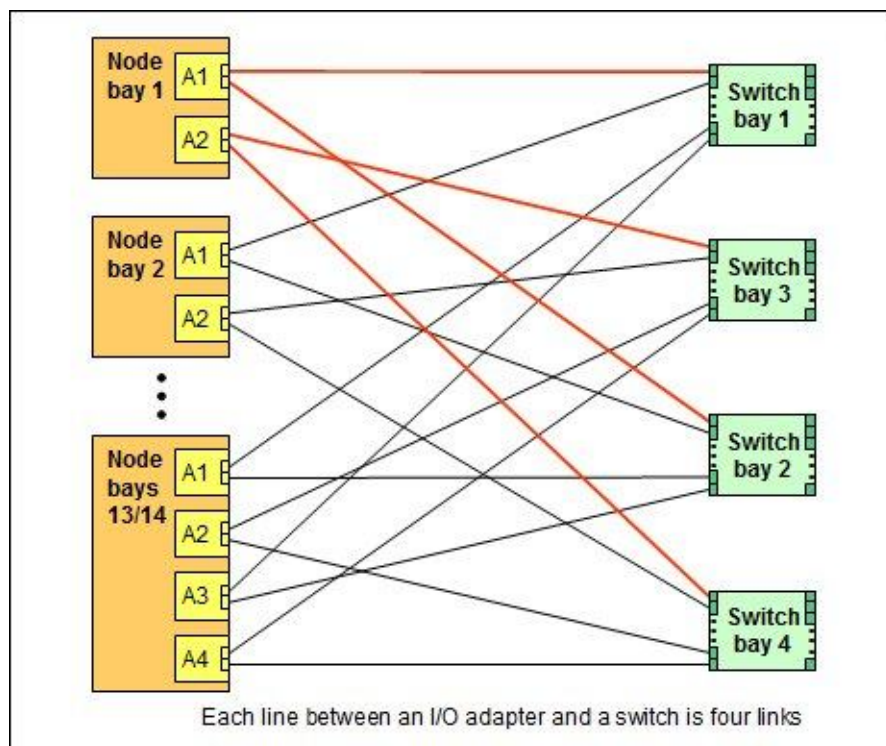 Node
bay 1
A1
A2
Node
bay 2
A1
A2
Node
bays
13/14
A1
A2
A3
A4
Switch
bay 1
Switch
bay 3
Switch
bay 2
Switch
bay 4
Each line between an I/O adapter and a switch is four links